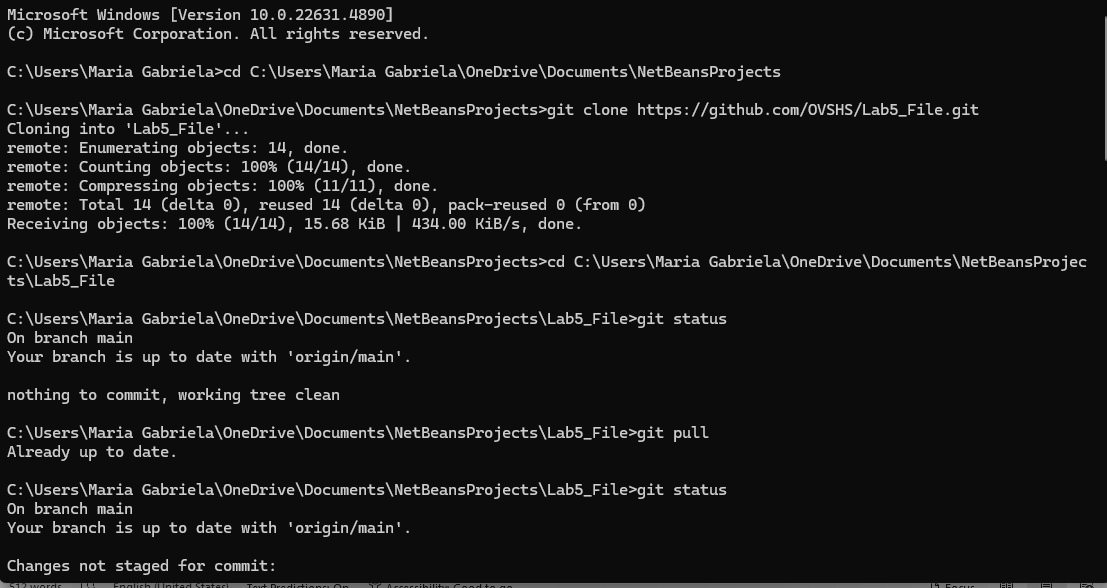 Microsoft Windows [Version 10.0.22631.4890]
(c) Microsoft Corporation. All rights reserved.
C:\Users\Maria Gabriela>cd C:\Users\Maria Gabriela\OneDrive\Documents\NetBeansProjects
C:\Users\Maria Gabriela\OneDrive\Documents\NetBeansProjects>git clone https://github.com/OVSHS/Lab5_File.git
Cloning into 'Lab5_File'...
remote: Enumerating objects: 14, done.
remote: Counting objects: 100% (14/14), done.
remote: Compressing objects: 100% (11/11), done.
remote: Total 14 (delta 0), reused 14 (delta 0), pack-reused 0 (from 0)
Receiving objects: 100% (14/14), 15.68 KiB | 434.00 KiB/s, done.
C:\Users\Maria Gabriela\OneDrive\Documents\NetBeansProjects>cd C:\Users\Maria Gabriela\OneDrive\Documents\NetBeansProjec
ts\Lab5_File
C:\Users\Maria Gabriela\OneDrive\Documents\NetBeansProjects\Lab5_File>git status
On branch main
Your branch is up to date with 'origin/main'.
nothing to commit, working tree clean
C:\Users\Maria Gabriela\OneDrive\Documents\NetBeansProjects\Lab5_File>git pull
Already up to date.
C:\Users\Maria Gabriela\OneDrive\Documents\NetBeansProjects\Lab5_File>git status
On branch main
Your branch is up to date with 'origin/main'.
Changes not staged for commit:
512 words English (United States) Text Predictions: On Accessibility: Good to go Focus